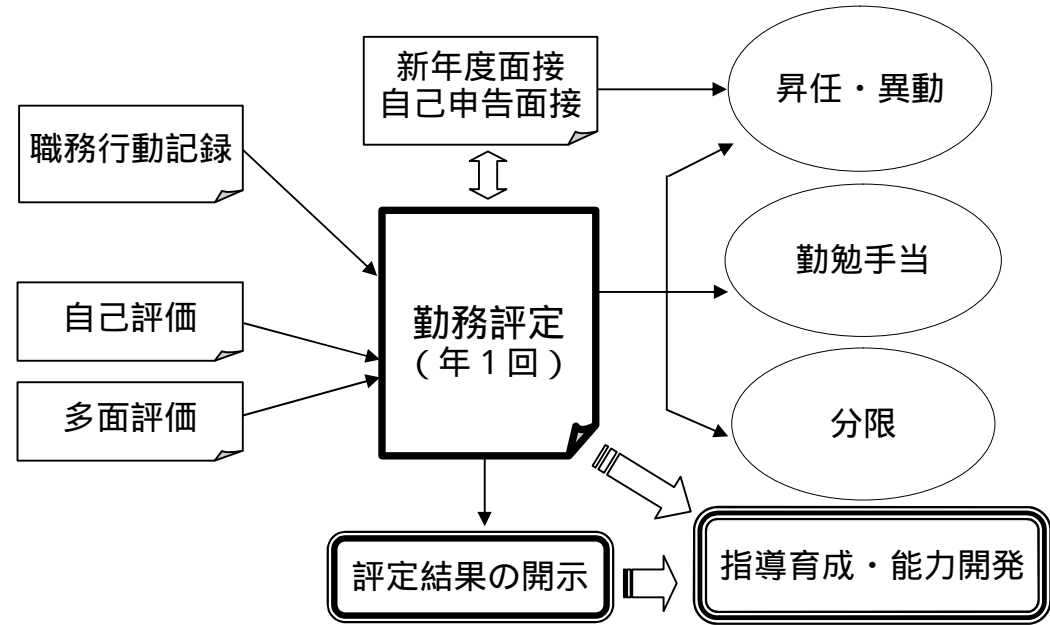 新年度面接
自己申告面接
昇任・異動
職務行動記録
勤勉手当
自己評価
勤務評定
(年1回)
多面評価
分限
評定結果の開示
指導育成・能力開発